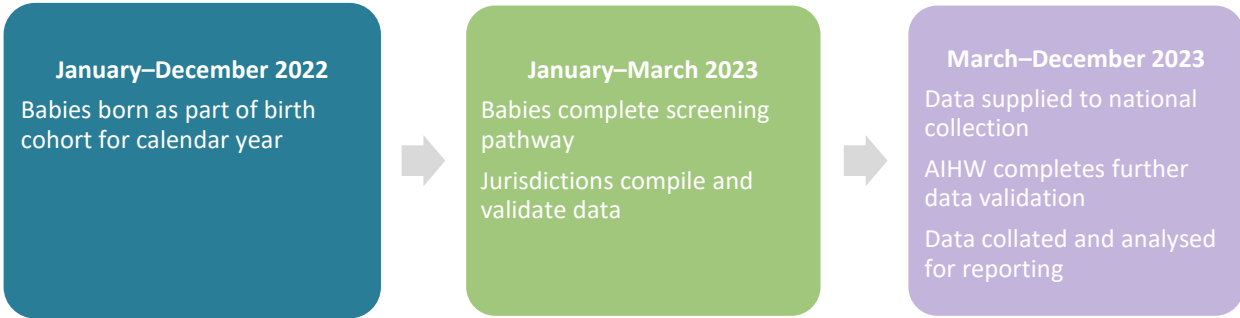 January–December 2022
Babies born as part of birth
cohort for calendar year
January–March 2023
Babies complete screening
pathway
Jurisdictions compile and
validate data
March–December 2023
Data supplied to national
collection
AIHW completes further
data validation
Data collated and analysed
for reporting